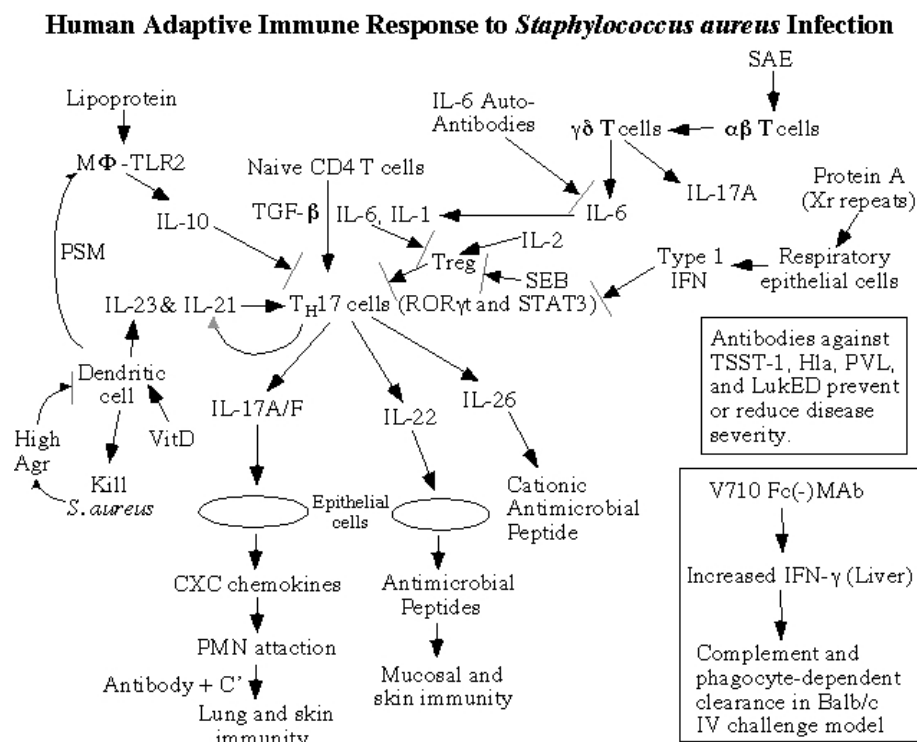 Human Adaptive Immune Response to Staphylococcus aureus Infection
SAE
Lipoprotein
IL-6 Auto-
Antibodies
γδ T cells
αβ T cells
MΦ-TLR2
Naive CD4 T cells
IL-17A
Protein A
(Xr repeats)
TGF-β
IL-6, IL-1
IL-6
IL-10
IL-2
PSM
Treg
SEB
Type 1
IFN
Respiratory
epithelial cells
IL-23 & IL-21
TH17 cells (RORγt and STAT3)
Antibodies against
TSST-1, Hla, PVL,
and LukED prevent
or reduce disease
severity.
Dendritic
cell
IL-17A/F
IL-22
IL-26
High
Agr
VitD
Kill
S. aureus
Epithelial
cells
Cationic
Antimicrobial
Peptide
V710 Fc(-)MAb
CXC chemokines
Antimicrobial
Peptides
Increased IFN-γ (Liver)
PMN attaction
Mucosal and
skin immunity
Complement and
phagocyte-dependent
clearance in Balb/c
IV challenge model
Antibody + C'
Lung and skin
immunity